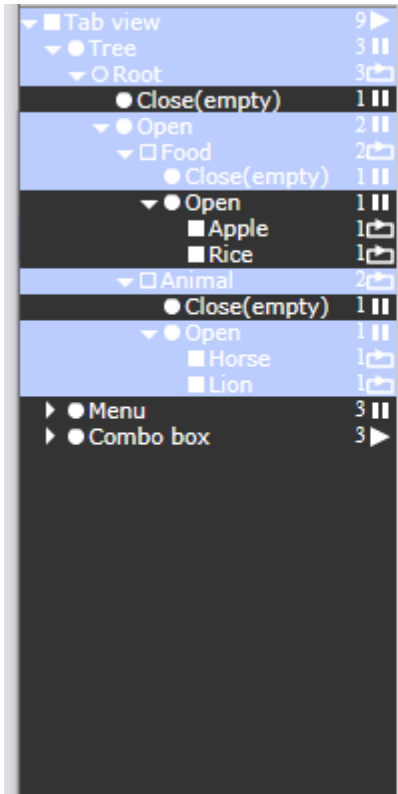 Tab view 9
Tree 3
Root 3
Close(empty) 1
Open 2
Food 2
Close(empty) 1
Open 1
Apple 1
Rice 1
Animal 2
Close(empty) 1
Open 1
Horse 1
Lion 1
Menu 3
Combo box 3